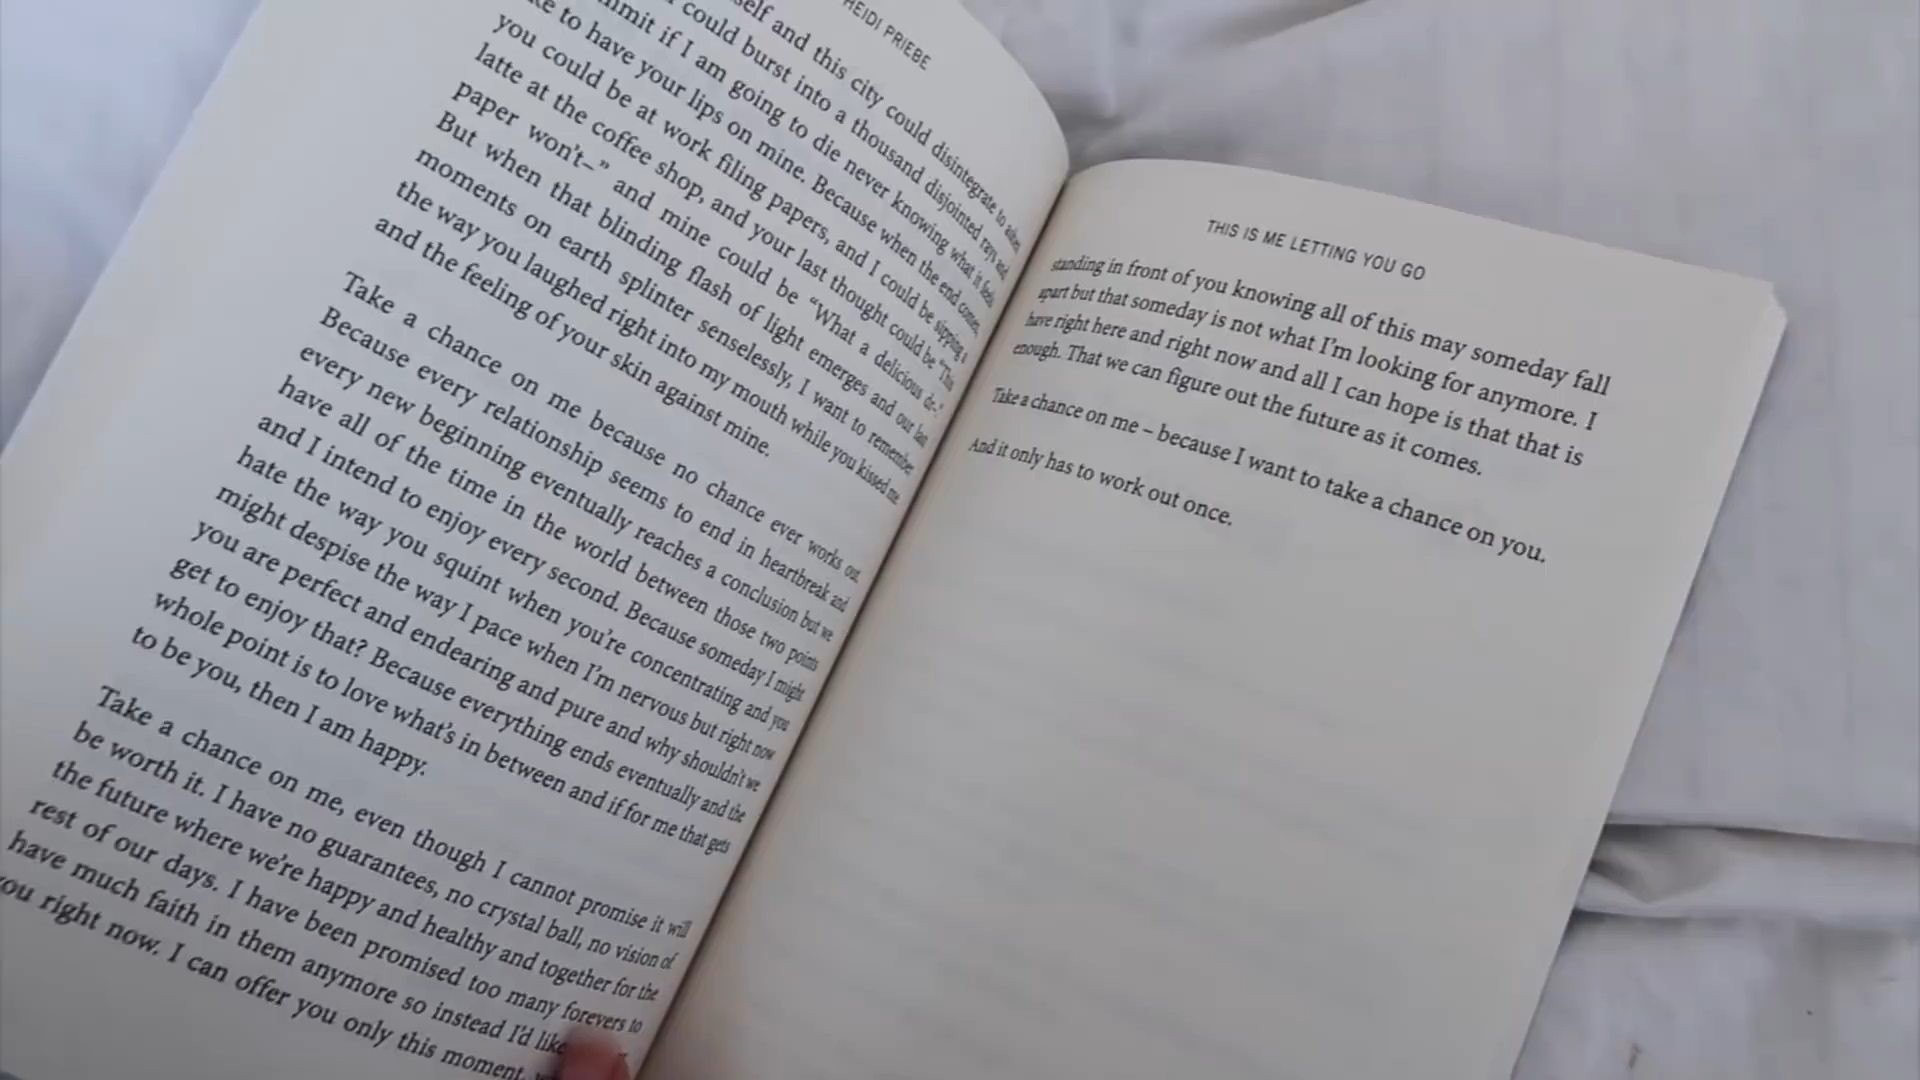 HEIDI PRIEBE
self and this city could disintegrate to ashes
could burst into a thousand disjointed rays and
if I am going to die never knowing what it feels
to have your lips on mine. Because when the end comes,
you could be at work filing papers, and I could be sipping a
latte at the coffee shop, and your last thought could be “This
paper won’t–” and mine could be “What a delicious dr–.”
But when that blinding flash of light emerges and our last
moments on earth splinter senselessly, I want to remember
the way you laughed right into my mouth while you kissed me
and the feeling of your skin against mine.
Take a chance on me because no chance ever works out.
Because every relationship seems to end in heartbreak and
every new beginning eventually reaches a conclusion but we
have all of the time in the world between those two points
and I intend to enjoy every second. Because someday I might
hate the way you squint when you’re concentrating and you
might despise the way I pace when I’m nervous but right now
you are perfect and endearing and pure and why shouldn’t we
get to enjoy that? Because everything ends eventually and the
whole point is to love what’s in between and if for me that gets
to be you, then I am happy.
Take a chance on me, even though I cannot promise it will
be worth it. I have no guarantees, no crystal ball, no vision of
the future where we’re happy and healthy and together for the
rest of our days. I have been promised too many forevers to
have much faith in them anymore so instead I’d like
you right now. I can offer you only this moment,
THIS IS ME LETTING YOU GO
standing in front of you knowing all of this may someday fall
apart but that someday is not what I’m looking for anymore. I
have right here and right now and all I can hope is that that is
enough. That we can figure out the future as it comes.
Take a chance on me – because I want to take a chance on you.
And it only has to work out once.